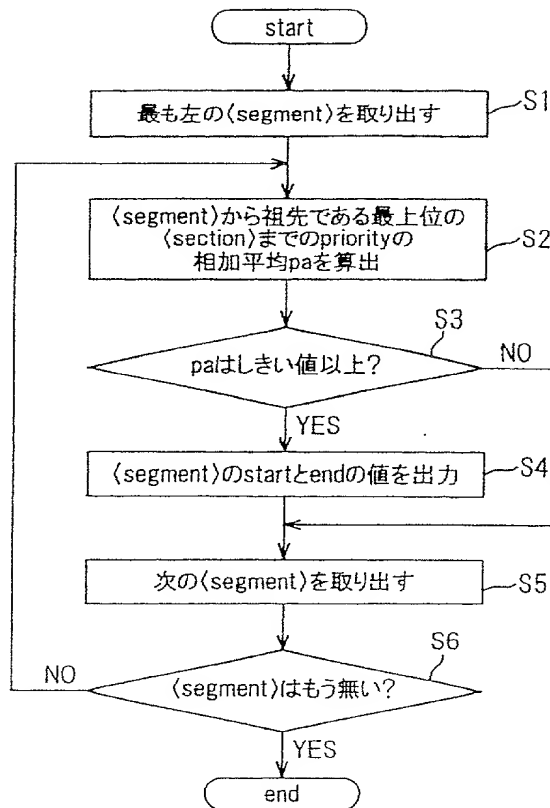 start
最も左の〈segment〉を取り出す
S1
〈segment〉から祖先である最上位の
〈section〉までのpriorityの
相加平均paを算出
S2
S3
paはしきい値以上?
NO
YES
〈segment〉のstartとendの値を出力
S4
次の〈segment〉を取り出す
S5
S6
NO
〈segment〉はもう無い?
YES
end